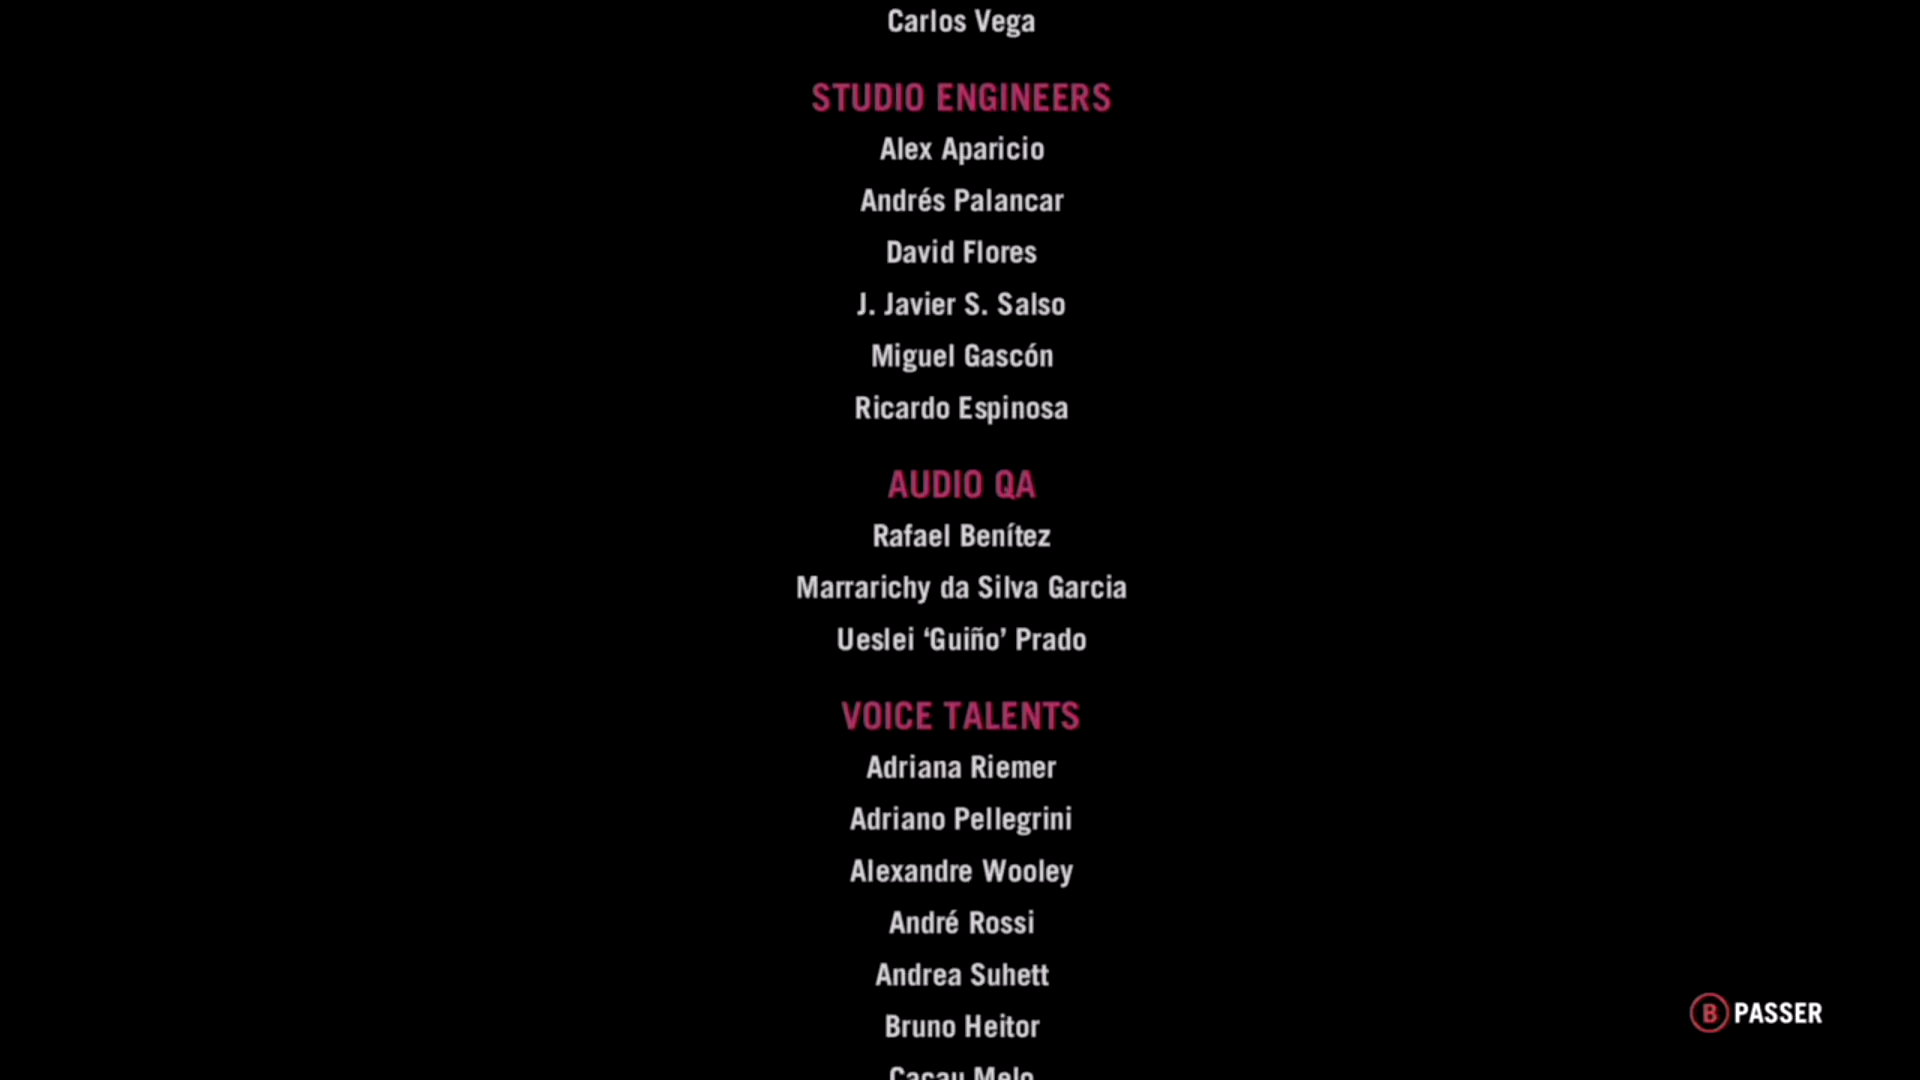 Carlos Vega
STUDIO ENGINEERS
Alex Aparicio
Andrés Palancar
David Flores
J. Javier S. Salso
Miguel Gascón
Ricardo Espinosa
AUDIO QA
Rafael Benítez
Marrarichy da Silva Garcia
Ueslei ‘Guiño’ Prado
VOICE TALENTS
Adriana Riemer
Adriano Pellegrini
Alexandre Wooley
André Rossi
Andrea Suhett
Bruno Heitor
Cacau Melo
B PASSER